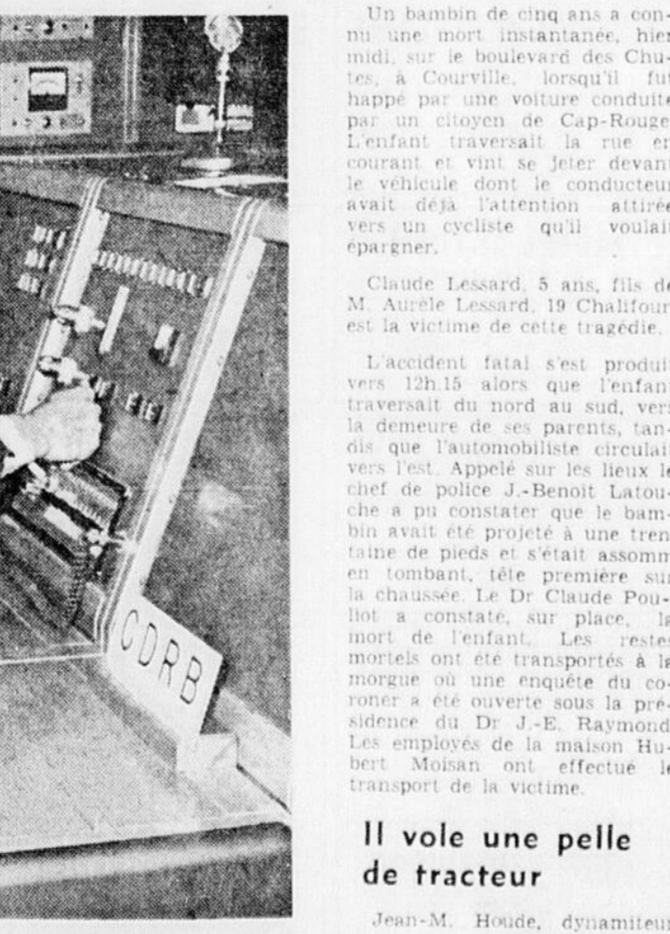 CDRB
Un bambin de cinq ans a con-
nu une mort instantanée, hier
midi, sur le boulevard des Chu-
tes, à Courville, lorsqu'il fut
happé par une voiture conduite
par un citoyen de Cap-Rouge.
L'enfant traversait la rue en
courant et vint se jeter devant
le véhicule dont le conducteur
avait déjà l'attention attirée
vers un cycliste qu'il voulait
épargner.
Claude Lessard, 5 ans, fils de
M. Aurèle Lessard, 19 Chalifour
est la victime de cette tragédie.
L'accident fatal s'est produit
vers 12h.15 alors que l'enfant
traversait du nord au sud, vers
la demeure de ses parents, tan-
dis que l'automobiliste circulait
vers l'est. Appelé sur les lieux le
chef de police J.-Benoit Latou-
che a pu constater que le bam-
bin avait été projeté à une tren-
taine de pieds et s'était assomm
en tombant, tête première sur
la chaussée. Le Dr Claude Pou-
liot a constaté, sur place, la
mort de l'enfant. Les restes
mortels ont été transportés à la
morgue où une enquête du co-
roner a été ouverte sous la pré-
sidence du Dr J.-E. Raymond.
Les employés de la maison Hu-
bert Moisan ont effectué le
transport de la victime.
Il vole une pelle
de tracteur
Jean-M. Houde, dynamiteur